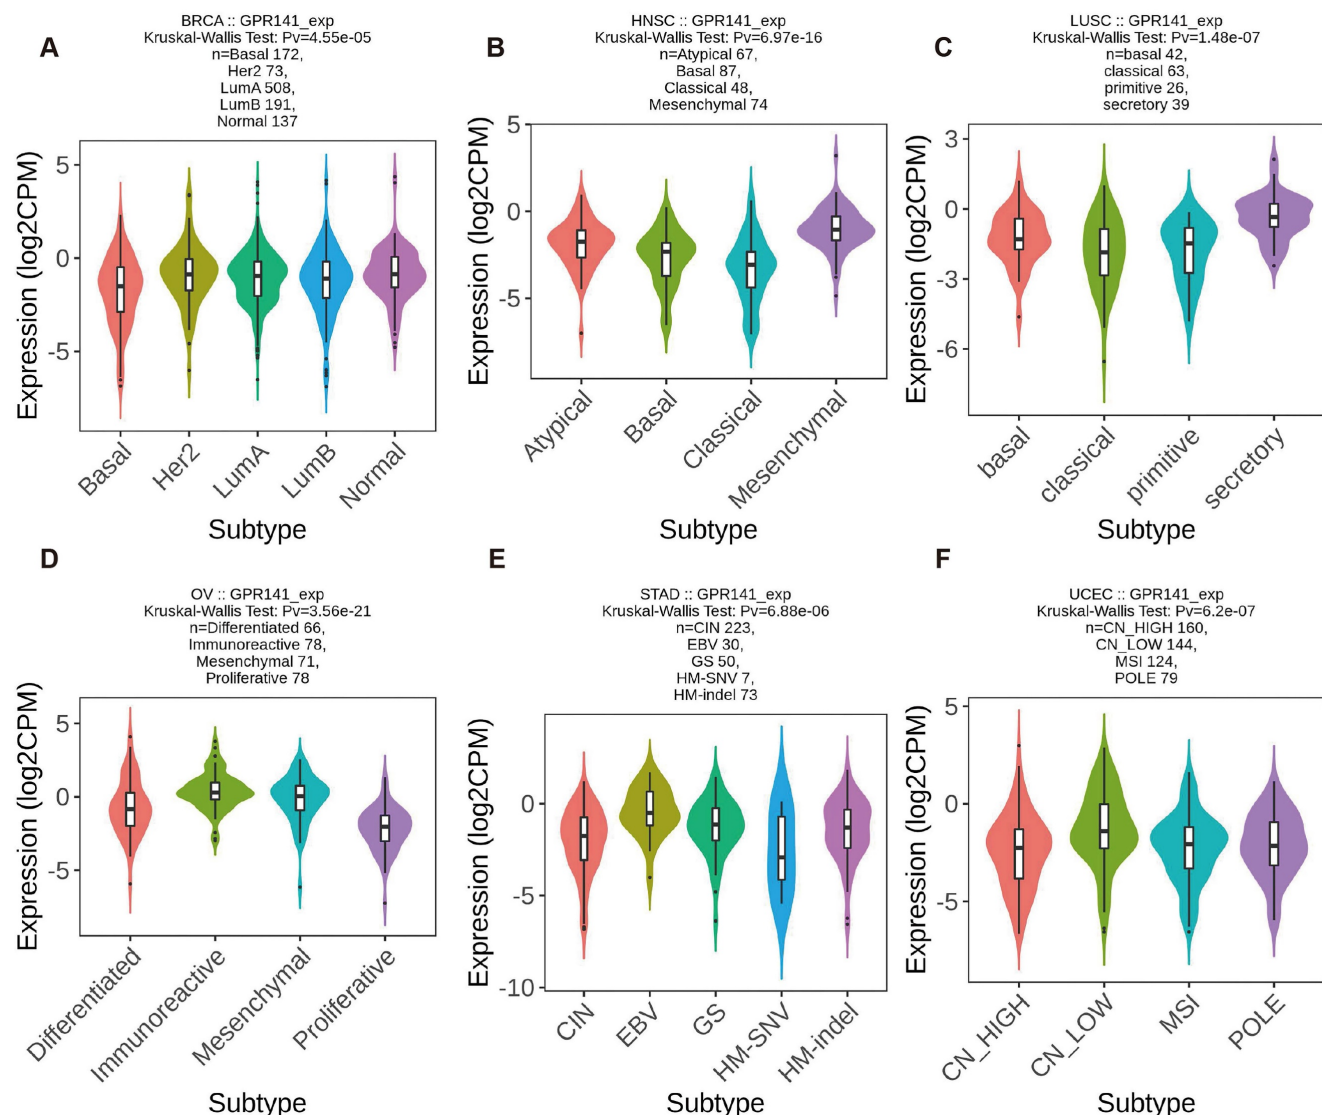 A
BRCA :: GPR141_exp
Kruskal-Wallis Test: Pv=4.55e-05
n=Basal 172,
Her2 73,
LumA 508,
LumB 191,
Normal 137
Expression (log2CPM)
5
0
-5
Basal
Her2
LumA
LumB
Normal
Subtype
B
HNSC :: GPR141_exp
Kruskal-Wallis Test: Pv=6.97e-16
n=Atypical 67,
Basal 87,
Classical 48,
Mesenchymal 74
Expression (log2CPM)
5
0
-5
Atypical
Basal
Classical
Mesenchymal
Subtype
C
LUSC :: GPR141_exp
Kruskal-Wallis Test: Pv=1.48e-07
n=basal 42,
classical 63,
primitive 26,
secretory 39
Expression (log2CPM)
3
0
-3
-6
basal
classical
primitive
secretory
Subtype
D
OV :: GPR141_exp
Kruskal-Wallis Test: Pv=3.56e-21
n=Differentiated 66,
Immunoreactive 78,
Mesenchymal 71,
Proliferative 78
Expression (log2CPM)
5
0
-5
Differentiated
Immunoreactive
Mesenchymal
Proliferative
Subtype
E
STAD :: GPR141_exp
Kruskal-Wallis Test: Pv=6.88e-06
n=CIN 223,
EBV 30,
GS 50,
HM-SNV 7,
HM-indel 73
Expression (log2CPM)
0
-5
-10
CIN
EBV
GS
HM-SNV
HM-indel
Subtype
F
UCEC :: GPR141_exp
Kruskal-Wallis Test: Pv=6.2e-07
n=CN_HIGH 160,
CN_LOW 144,
MSI 124,
POLE 79
Expression (log2CPM)
5
0
-5
CN_HIGH
CN_LOW
MSI
POLE
Subtype